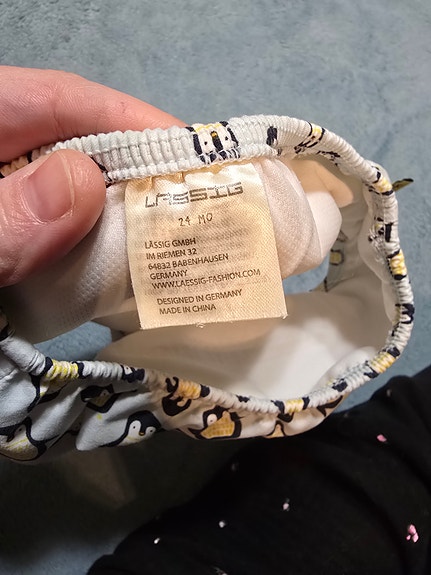 LÄSSIG
24 MO
LÄSSIG GMBH
IM RIEMEN 32
64832 BABENHAUSEN
GERMANY
WWW.LAESSIG-FASHION.COM
DESIGNED IN GERMANY
MADE IN CHINA